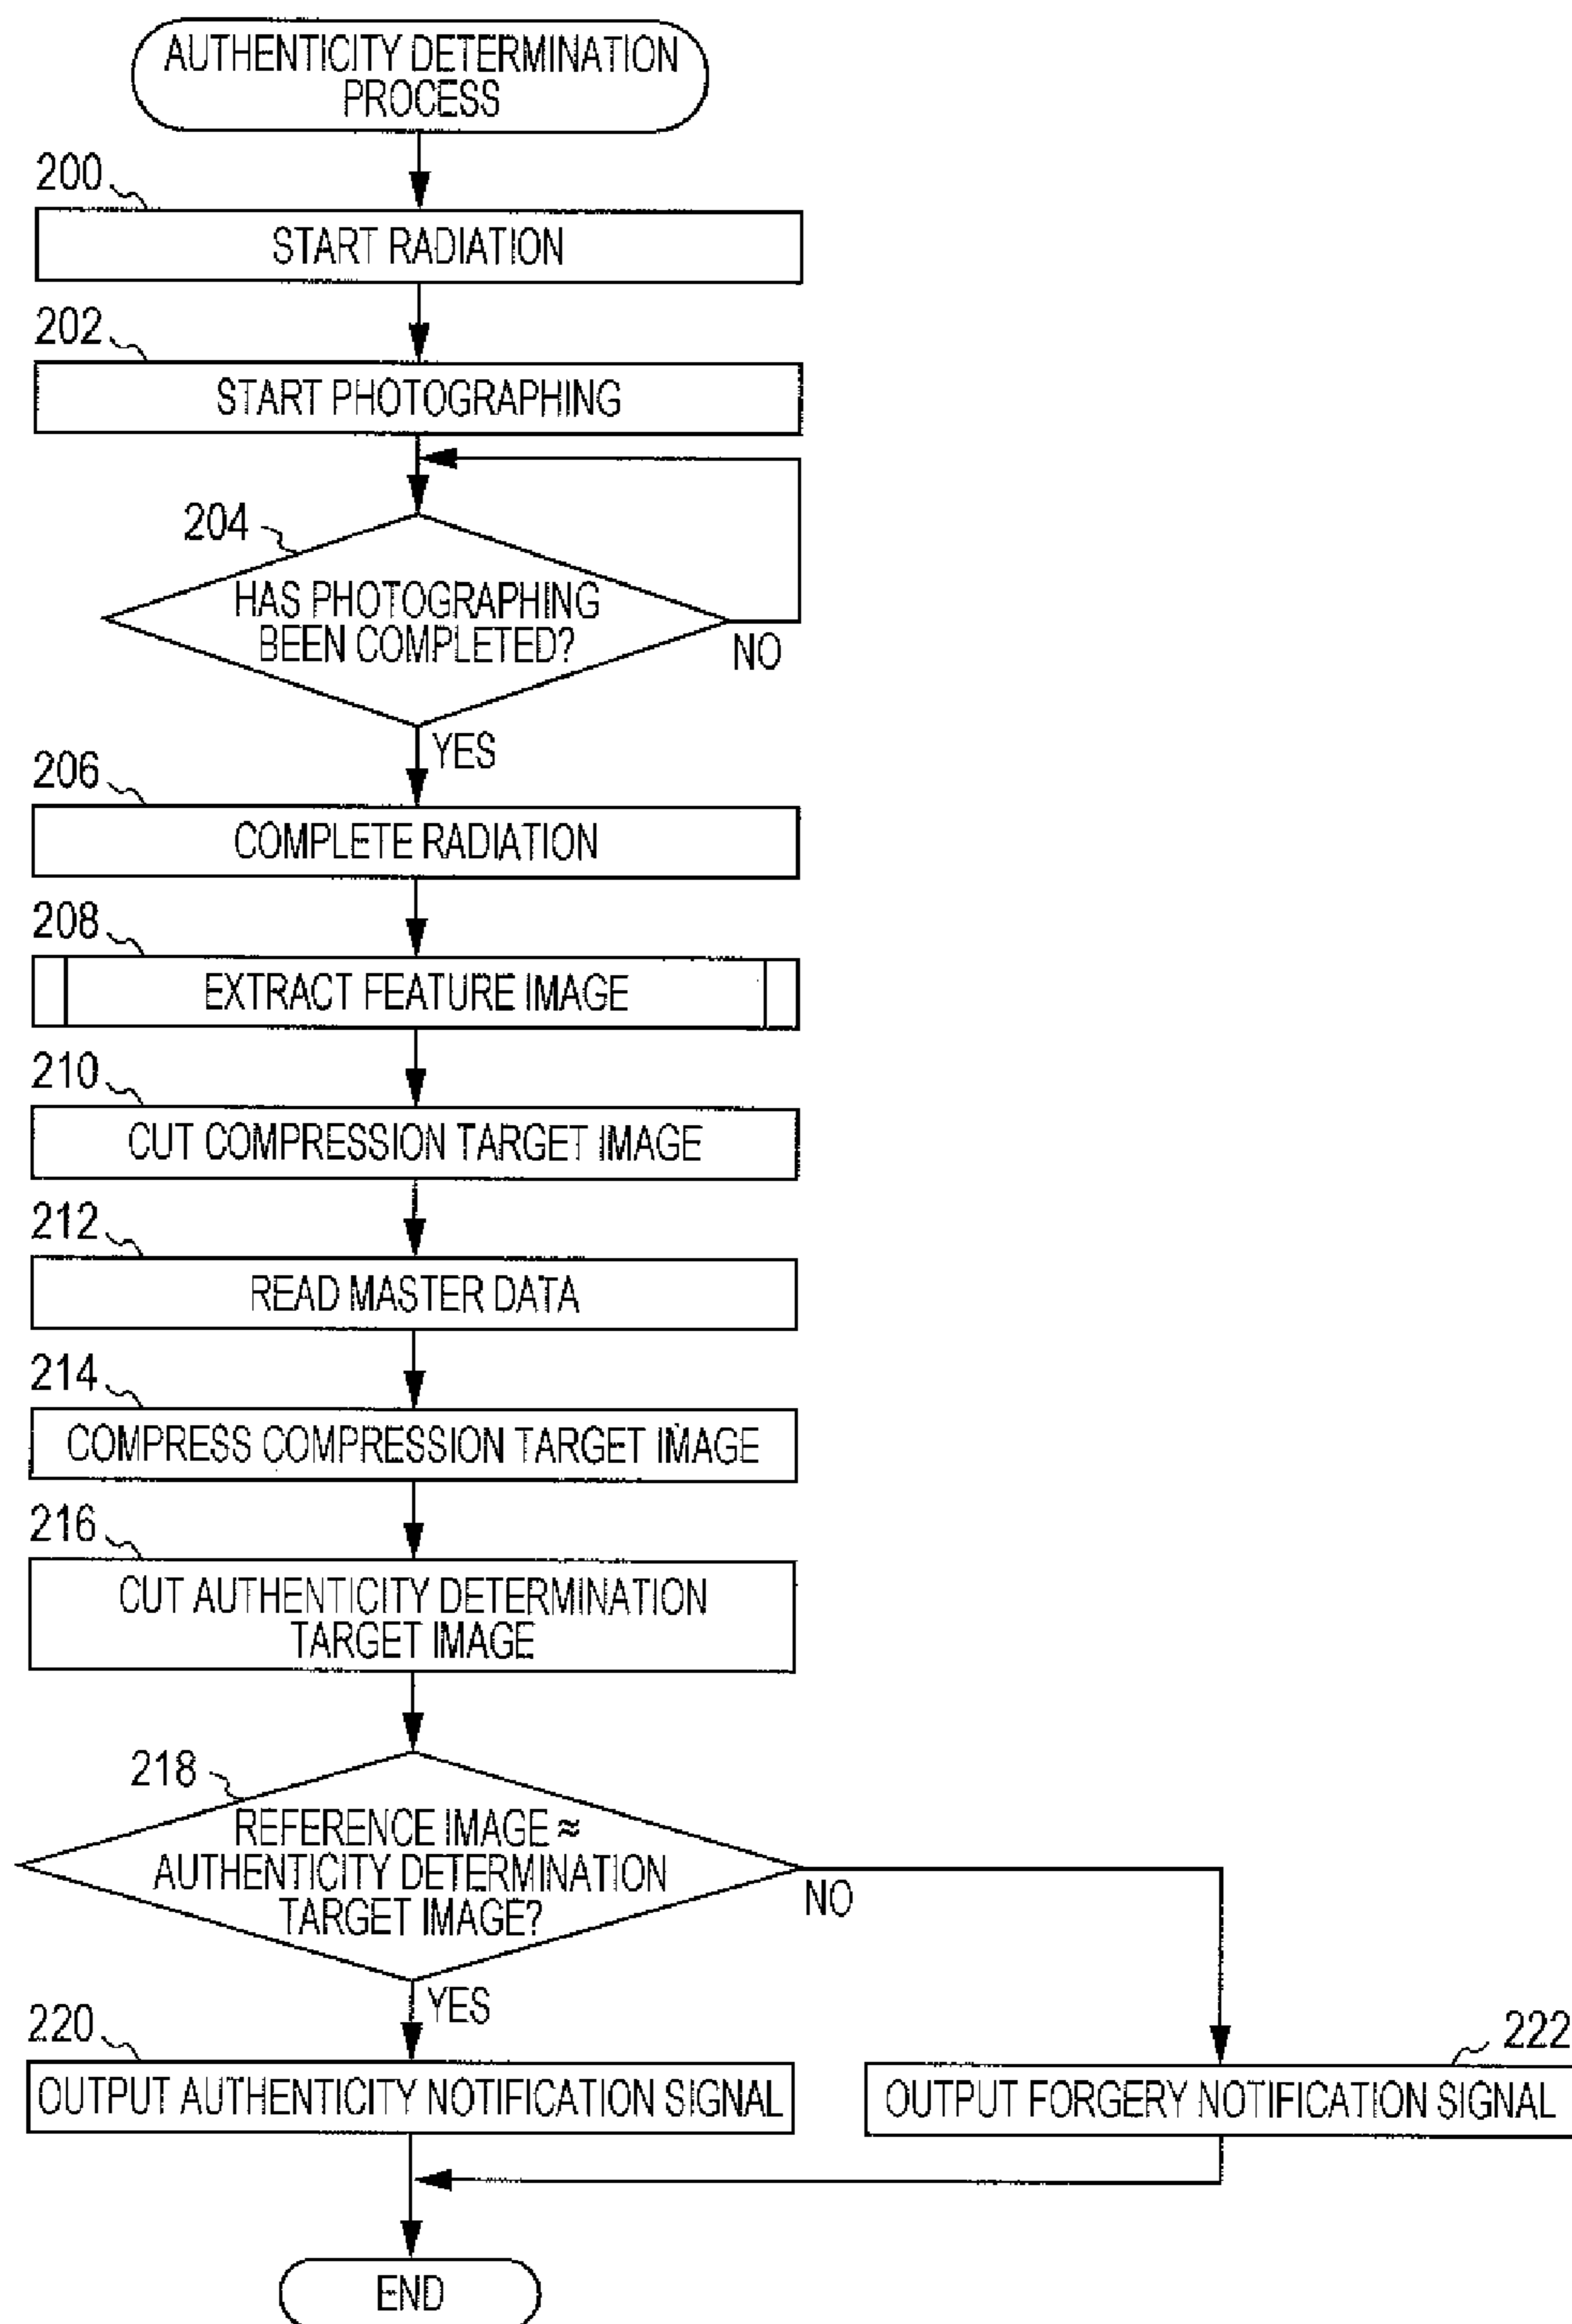 AUTHENTICITY DETERMINATION
PROCESS
200
START RADIATION
202
START PHOTOGRAPHING
204
HAS PHOTOGRAPHING
BEEN COMPLETED?
NO
YES
206
COMPLETE RADIATION
208
EXTRACT FEATURE IMAGE
210
CUT COMPRESSION TARGET IMAGE
212
READ MASTER DATA
214
COMPRESS COMPRESSION TARGET IMAGE
216
CUT AUTHENTICITY DETERMINATION
TARGET IMAGE
218
REFERENCE IMAGE ≈
AUTHENTICITY DETERMINATION
TARGET IMAGE?
NO
YES
220
OUTPUT AUTHENTICITY NOTIFICATION SIGNAL
222
OUTPUT FORGERY NOTIFICATION SIGNAL
END